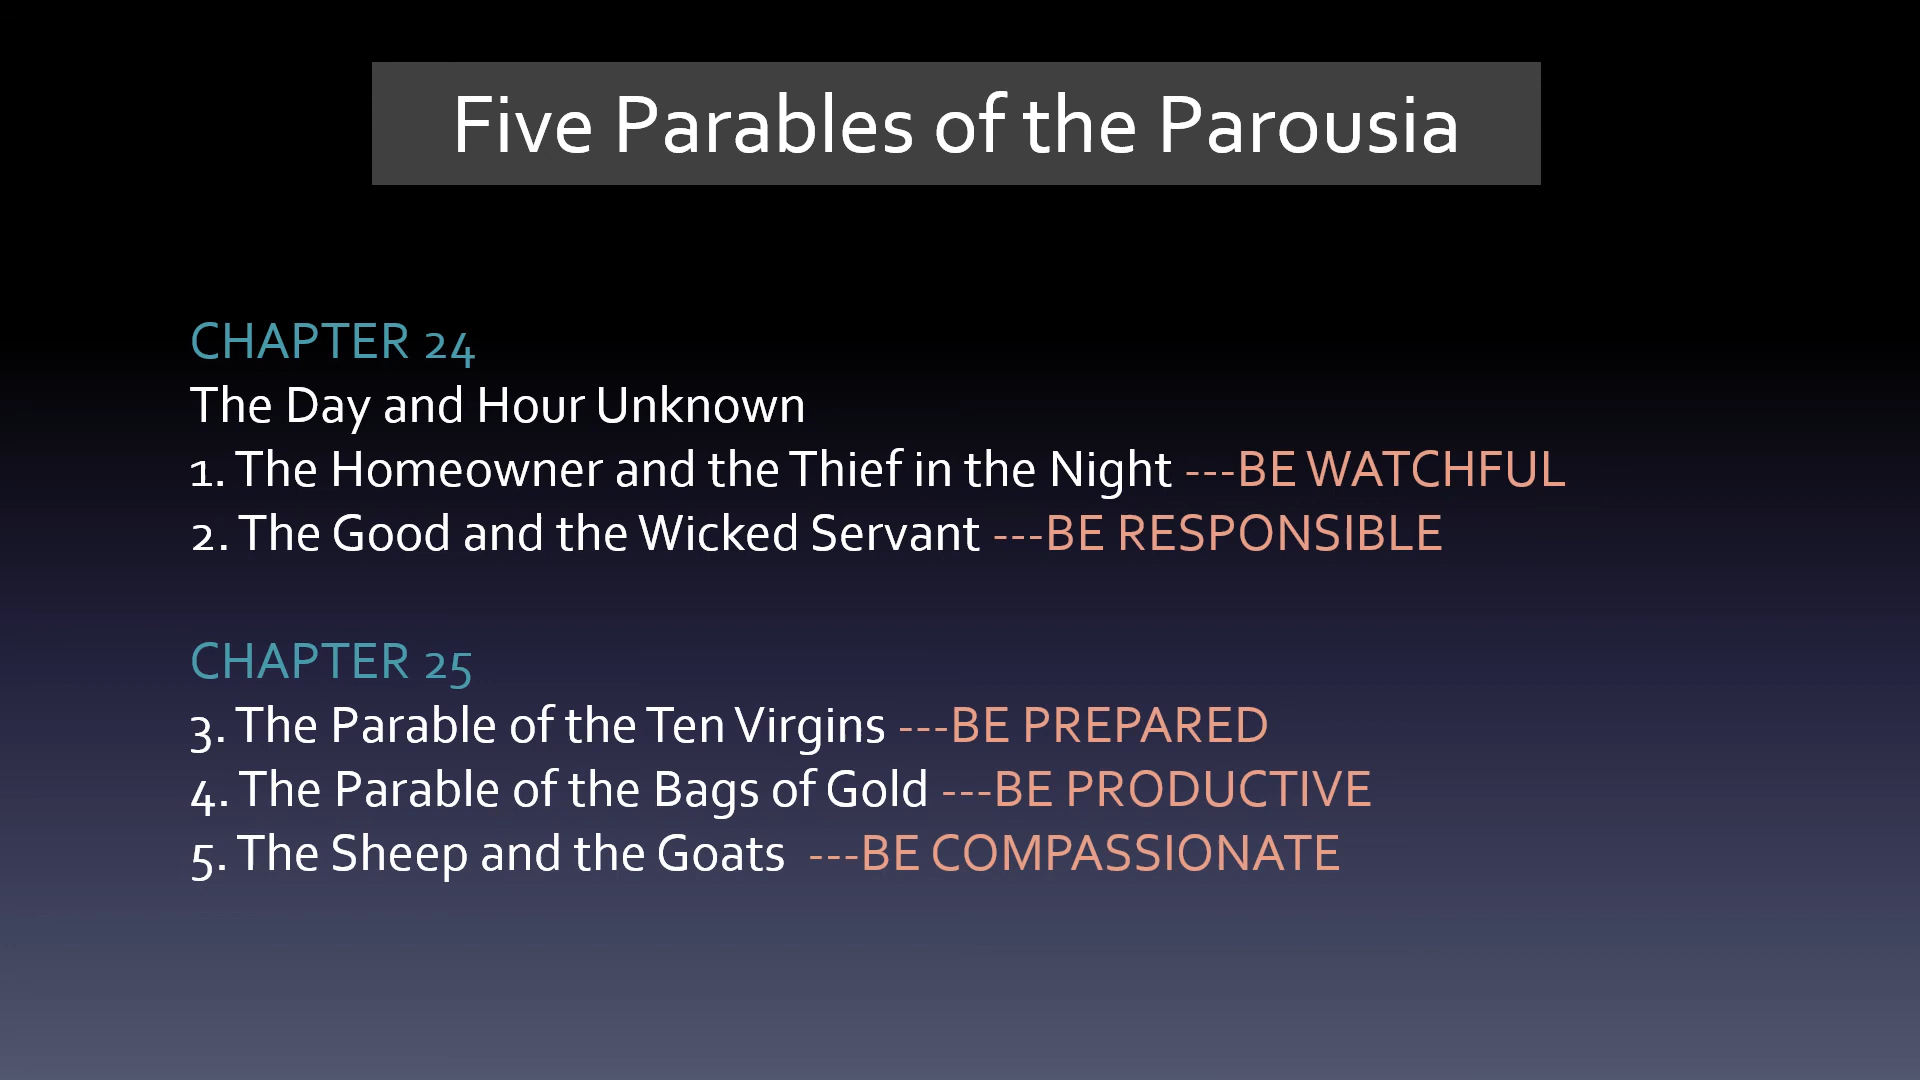 Five Parables of the Parousia
CHAPTER 24
The Day and Hour Unknown
1. The Homeowner and the Thief in the Night ---BE WATCHFUL
2. The Good and the Wicked Servant ---BE RESPONSIBLE
CHAPTER 25
3. The Parable of the Ten Virgins ---BE PREPARED
4. The Parable of the Bags of Gold ---BE PRODUCTIVE
5. The Sheep and the Goats  ---BE COMPASSIONATE